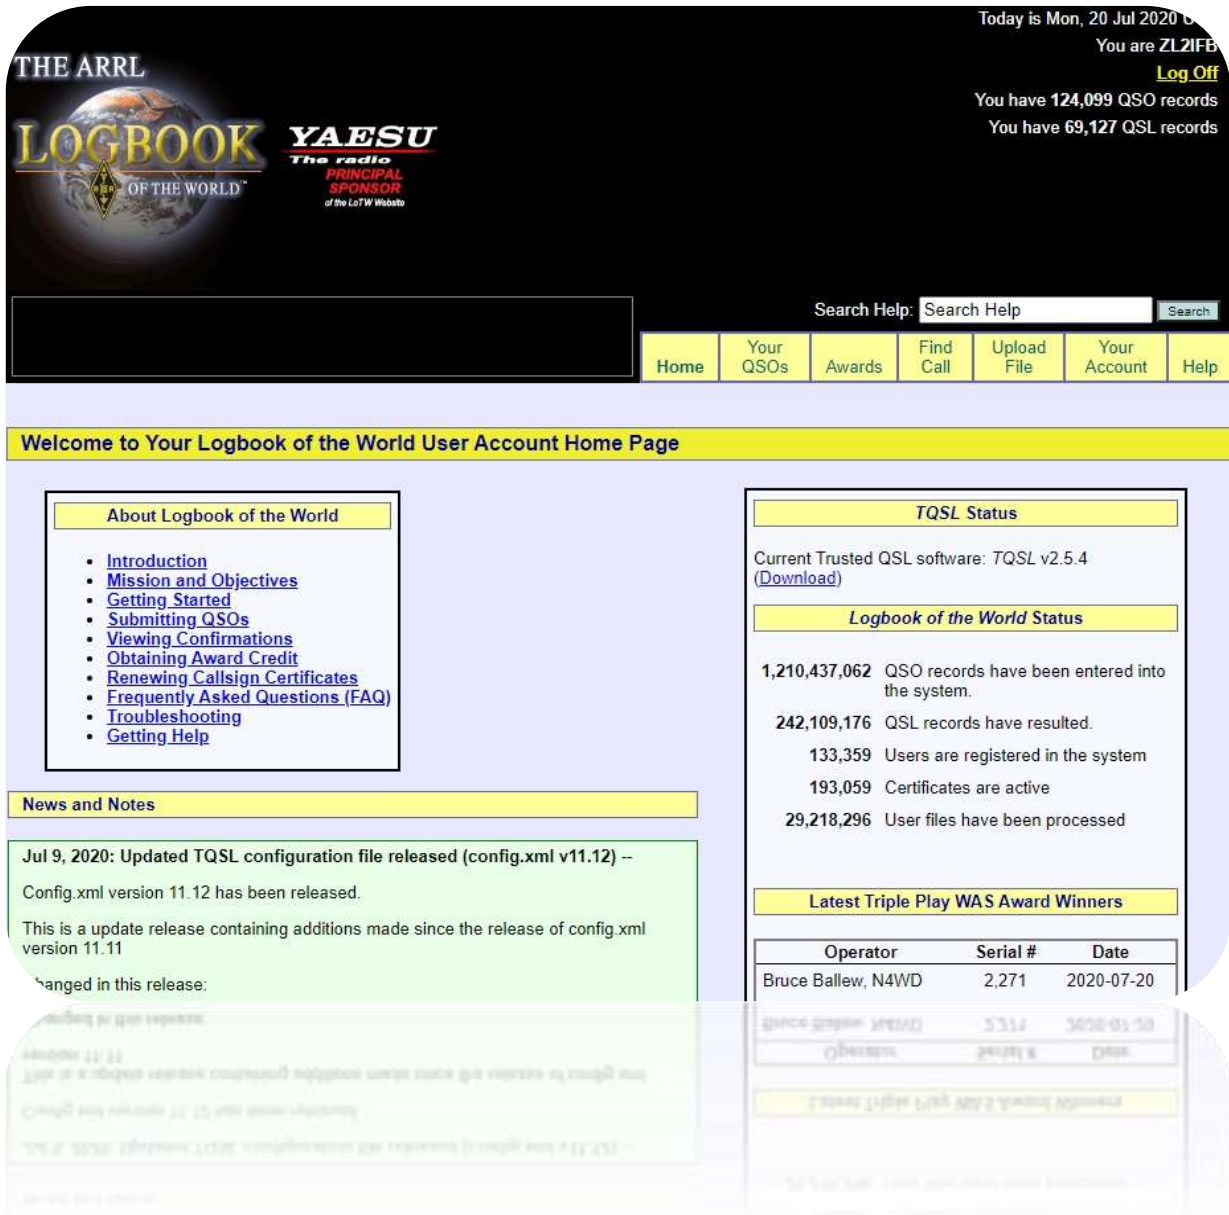 Today is Mon, 20 Jul 2020
You are ZL2IFB
Log Off
You have 124,099 QSO records
You have 69,127 QSL records
THE ARRL
LOGBOOK
OF THE WORLD™
YAESU
The radio
PRINCIPAL
SPONSOR
of the LoTW Website
Search Help: Search Help Search
Home Your QSOs Awards Find Call Upload File Your Account Help
Welcome to Your Logbook of the World User Account Home Page
About Logbook of the World
• Introduction
• Mission and Objectives
• Getting Started
• Submitting QSOs
• Viewing Confirmations
• Obtaining Award Credit
• Renewing Callsign Certificates
• Frequently Asked Questions (FAQ)
• Troubleshooting
• Getting Help
News and Notes
Jul 9, 2020: Updated TQSL configuration file released (config.xml v11.12) --
Config.xml version 11.12 has been released.
This is a update release containing additions made since the release of config.xml
version 11.11
hanged in this release:
TQSL Status
Current Trusted QSL software: TQSL v2.5.4
(Download)
Logbook of the World Status
1,210,437,062 QSO records have been entered into
the system.
242,109,176 QSL records have resulted.
133,359 Users are registered in the system
193,059 Certificates are active
29,218,296 User files have been processed
Latest Triple Play WAS Award Winners
Operator Serial # Date
Bruce Ballew, N4WD 2,271 2020-07-20